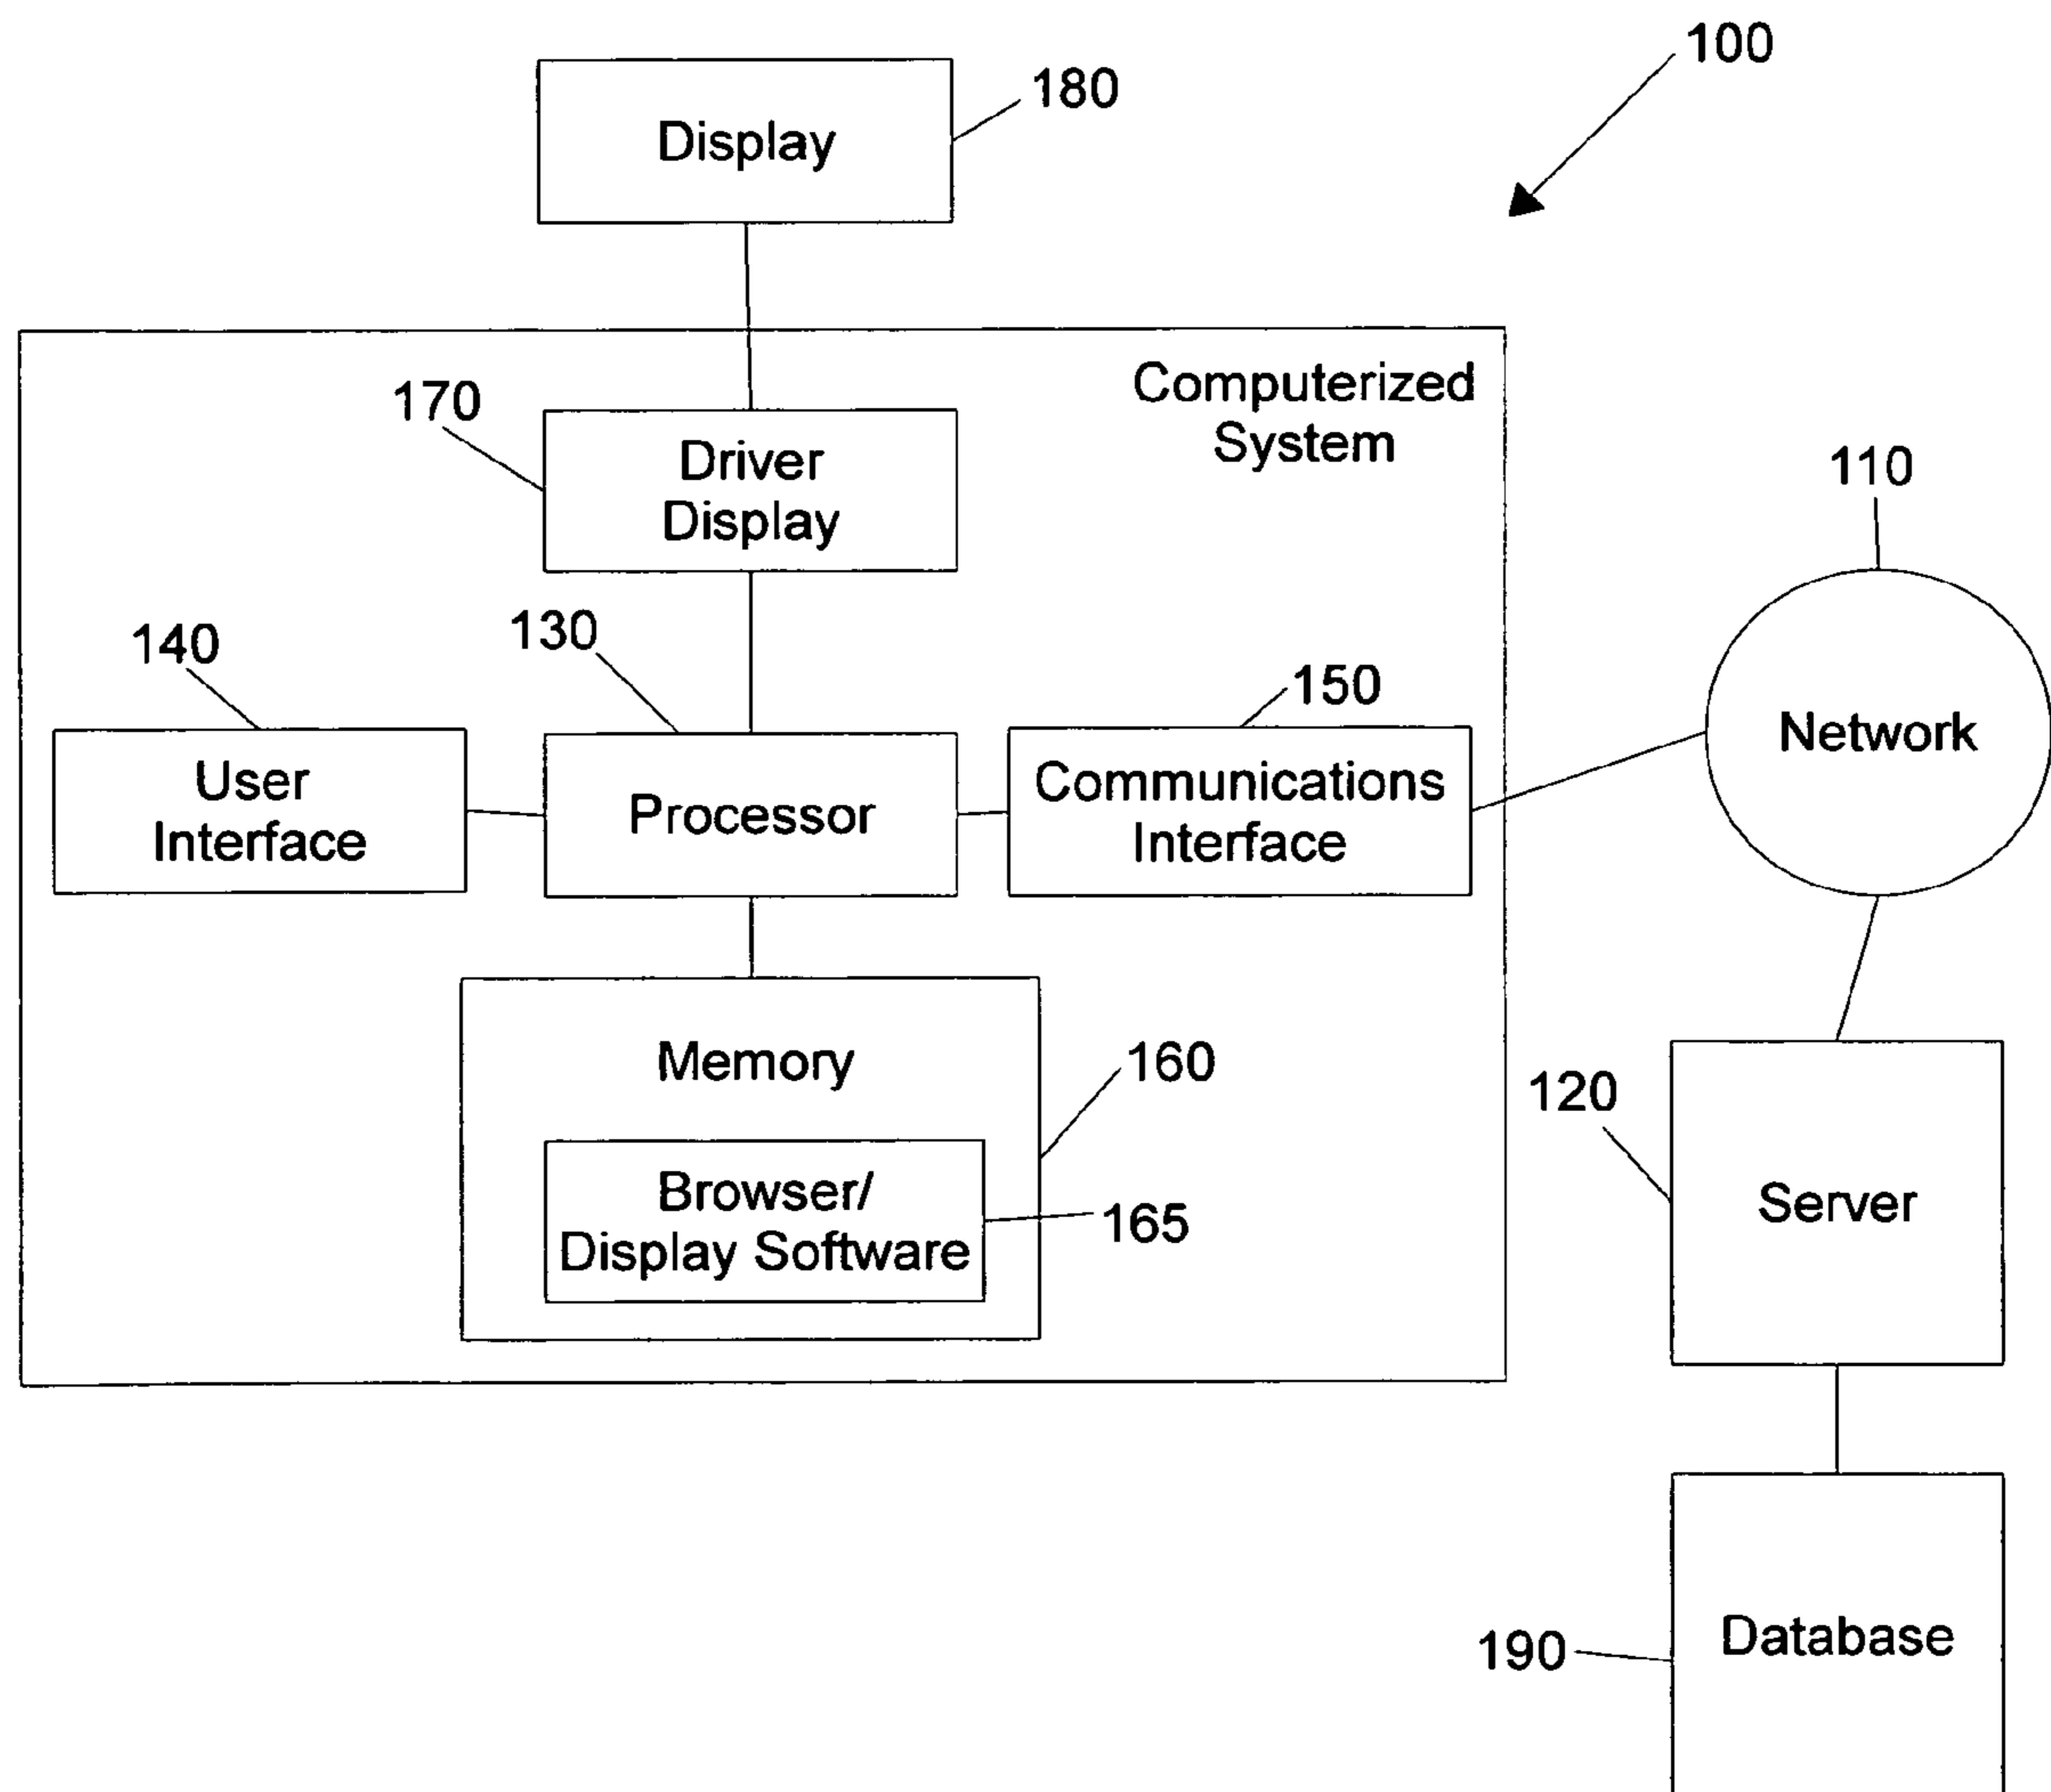 100
180
Display
Computerized
System
170
Driver
Display
110
130
140
150
Network
User
Interface
Processor
Communications
Interface
Memory
160
120
Browser/
Display Software
165
Server
190
Database